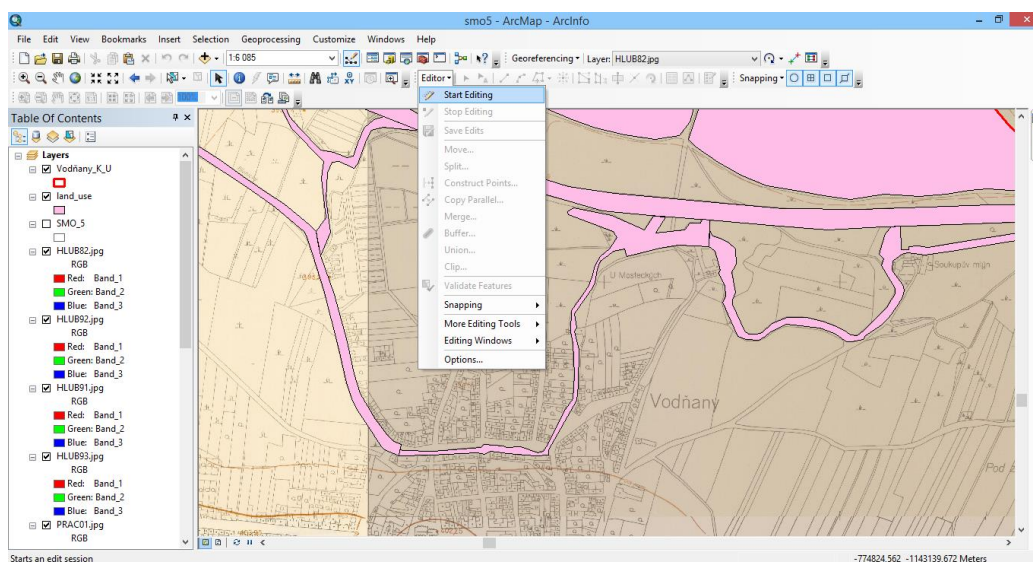 smo5 - ArcMap - ArcInfo
File Edit View Bookmarks Insert Selection Geoprocessing Customize Windows Help
1:6 085 Georeferencing Layer: HLUB82.jpg
Editor Snapping
100%
Table Of Contents
Start Editing
Stop Editing
Save Edits
Move...
Split...
Construct Points...
Copy Parallel...
Merge...
Buffer...
Union...
Clip...
Validate Features
Snapping
More Editing Tools
Editing Windows
Options...
Layers
Vodňany_K_U
land_use
SMO_5
HLUB82.jpg
RGB
Red: Band_1
Green: Band_2
Blue: Band_3
HLUB92.jpg
RGB
Red: Band_1
Green: Band_2
Blue: Band_3
HLUB91.jpg
RGB
Red: Band_1
Green: Band_2
Blue: Band_3
HLUB93.jpg
RGB
Red: Band_1
Green: Band_2
Blue: Band_3
PRAC01.jpg
RGB
U Mosteckých
Soukupův mlýn
Vodňany
Pod
Starts an edit session
-774824,562 -1143139,672 Meters